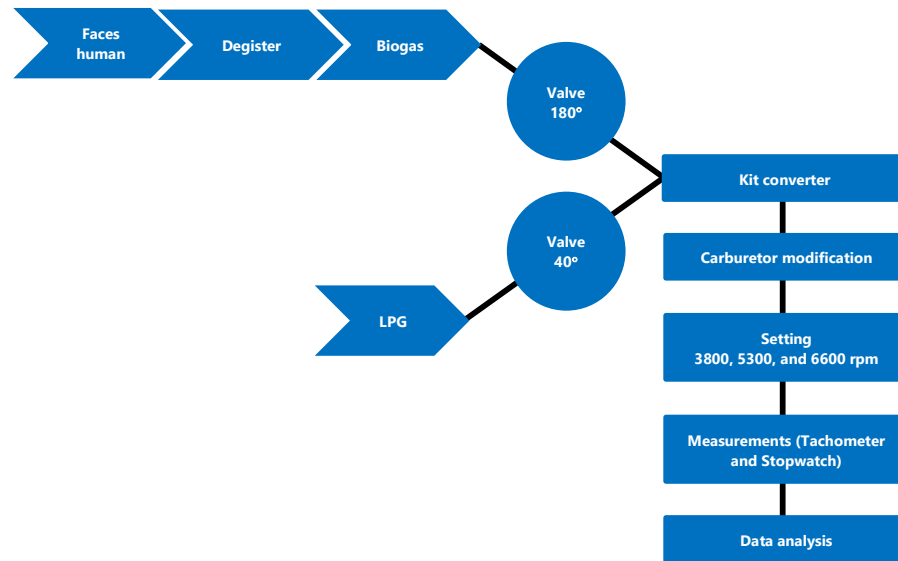 Faces
human
Degister
Biogas
Valve
180°
Kit converter
Valve
40°
Carburetor modification
LPG
Setting
3800, 5300, and 6600 rpm
Measurements (Tachometer
and Stopwatch)
Data analysis